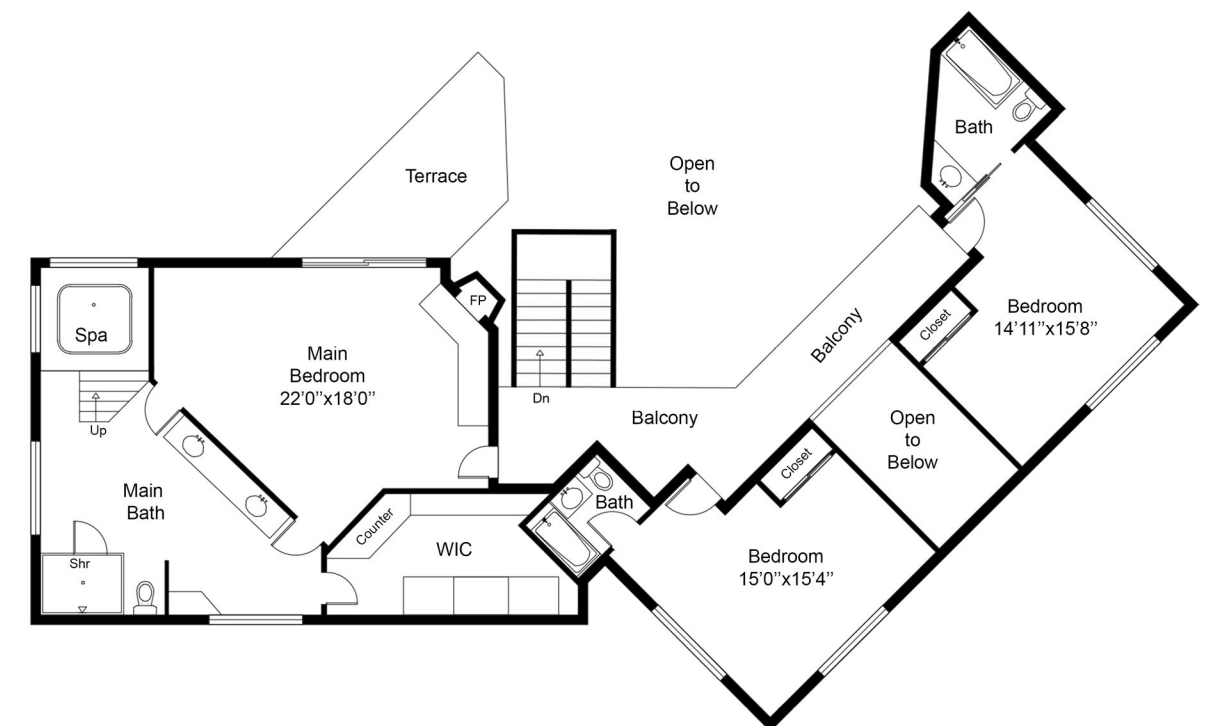 Bath
Terrace
Open
to
Below
FP
Spa
Bedroom
14’11’’x15’8’’
Closet
Balcony
Main
Bedroom
22’0’’x18’0’’
Dn
Up
Balcony
Open
to
Below
Closet
Main
Bath
Bath
Counter
WIC
Shr
Bedroom
15’0’’x15’4’’